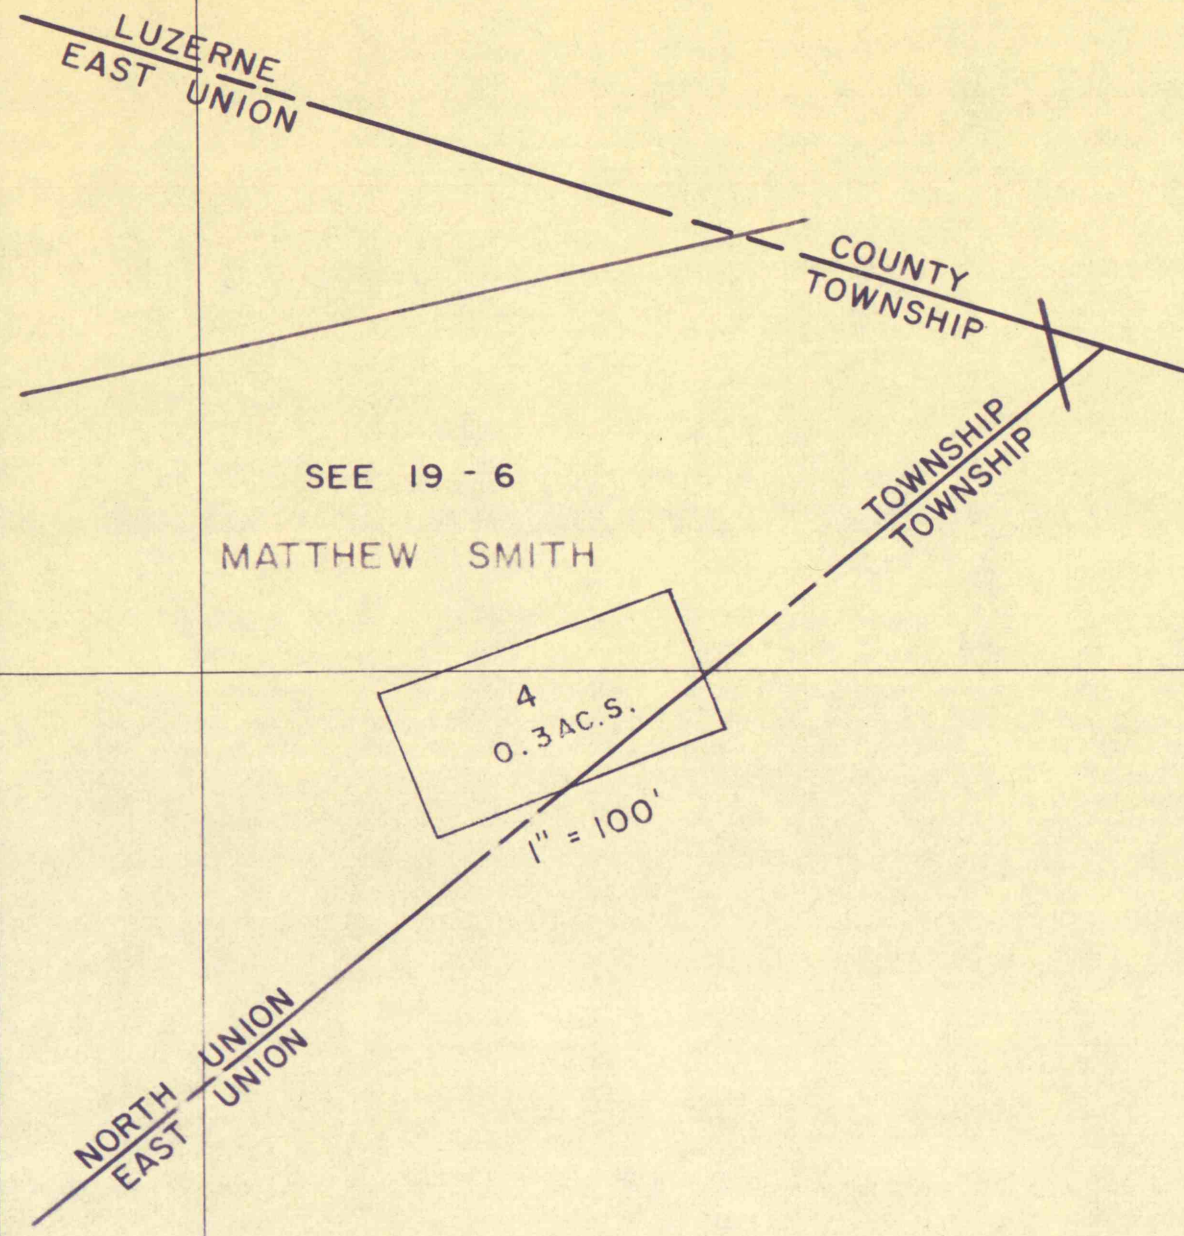 LUZERNE COUNTY
EAST UNION TOWNSHIP
SEE 19 - 6
MATTHEW SMITH
4
0.3 AC.S.
1" = 100'
NORTH UNION TOWNSHIP
EAST UNION TOWNSHIP